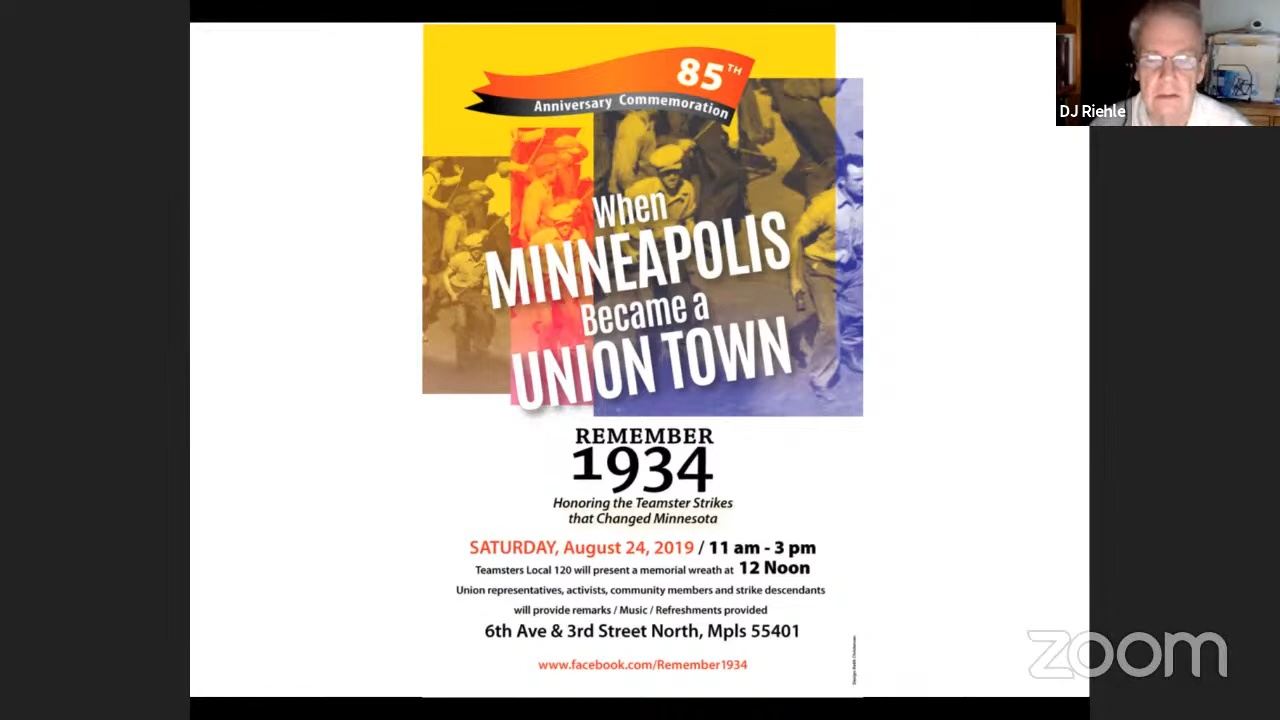 85TH
Anniversary Commemoration
DJ Riehle
When
MINNEAPOLIS
Became a
UNION TOWN
REMEMBER
1934
Honoring the Teamster Strikes
that Changed Minnesota
SATURDAY, August 24, 2019 / 11 am - 3 pm
Teamsters Local 120 will present a memorial wreath at 12 Noon
Union representatives, activists, community members and strike descendants
will provide remarks / Music / Refreshments provided
6th Ave & 3rd Street North, Mpls 55401
www.facebook.com/Remember1934
zoom